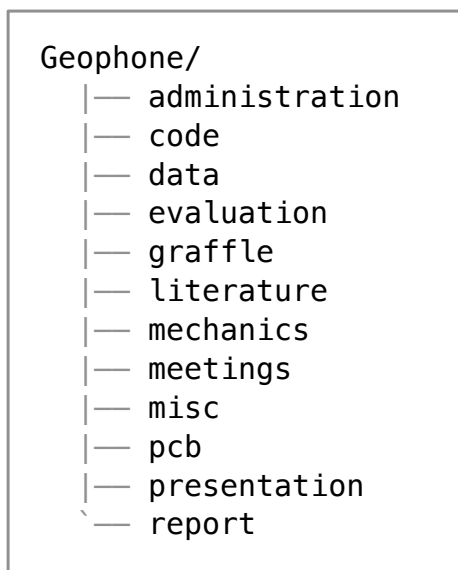 Geophone/
|—— administration
|—— code
|—— data
|—— evaluation
|—— graffle
|—— literature
|—— mechanics
|—— meetings
|—— misc
|—— pcb
|—— presentation
`—— report